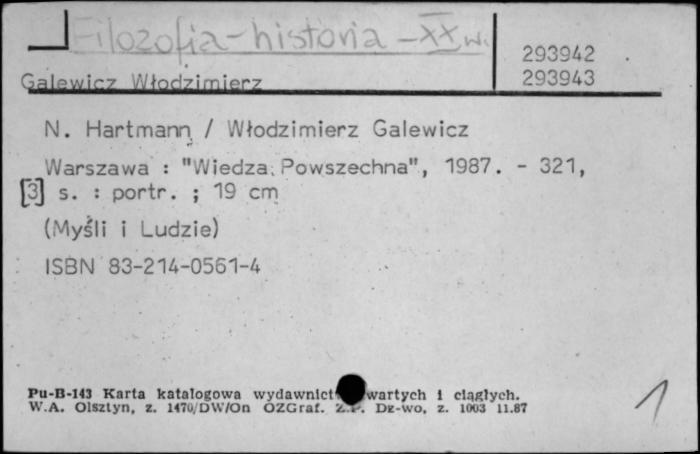 Filozofia - historia - XX w.
293942
293943
Galewicz Włodzimierz
N. Hartmann / Włodzimierz Galewicz
Warszawa : "Wiedza Powszechna", 1987. - 321,
[3] s. : portr. ; 19 cm
(Myśli i Ludzie)
ISBN 83-214-0561-4
Pu-B-143 Karta katalogowa wartych i ciągłych.
W.A. Olsztyn, z. 1470/DW/On OZGraf. Z.P. Dz-wo, z. 1003 11.87
1